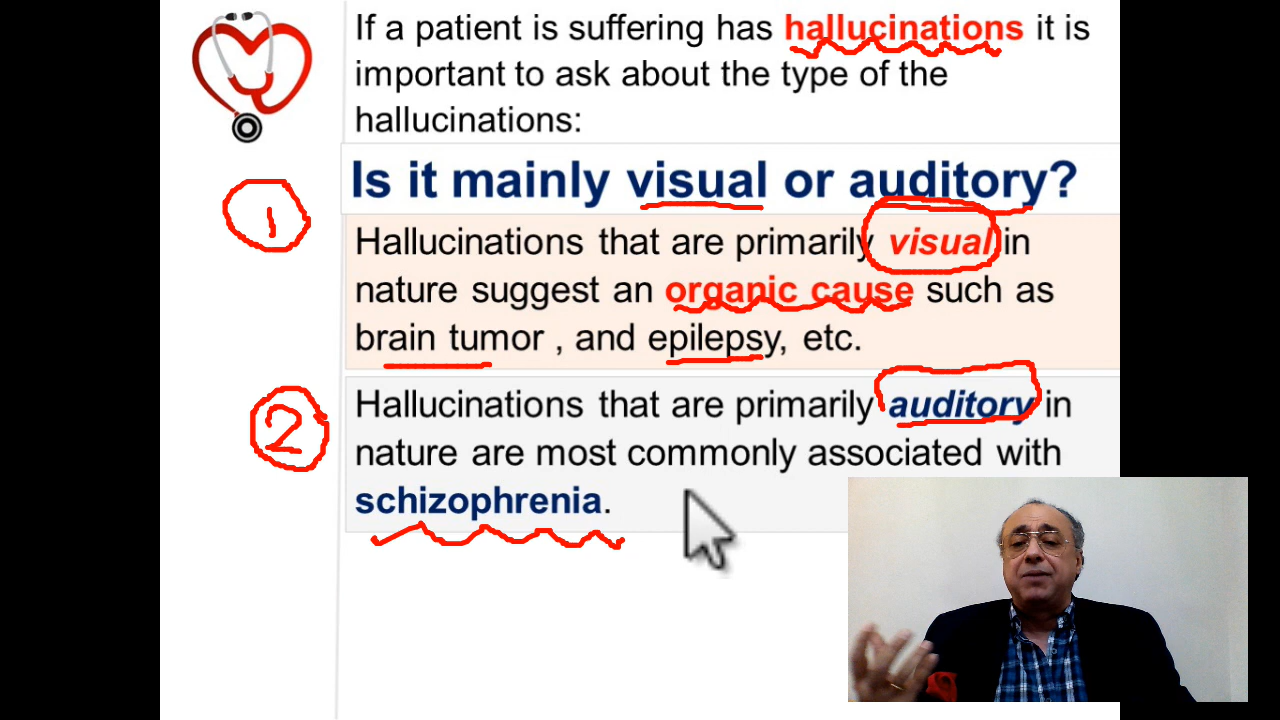 If a patient is suffering has hallucinations it is
important to ask about the type of the
hallucinations:
Is it mainly visual or auditory?
1
Hallucinations that are primarily visual in
nature suggest an organic cause such as
brain tumor , and epilepsy, etc.
2
Hallucinations that are primarily auditory in
nature are most commonly associated with
schizophrenia.